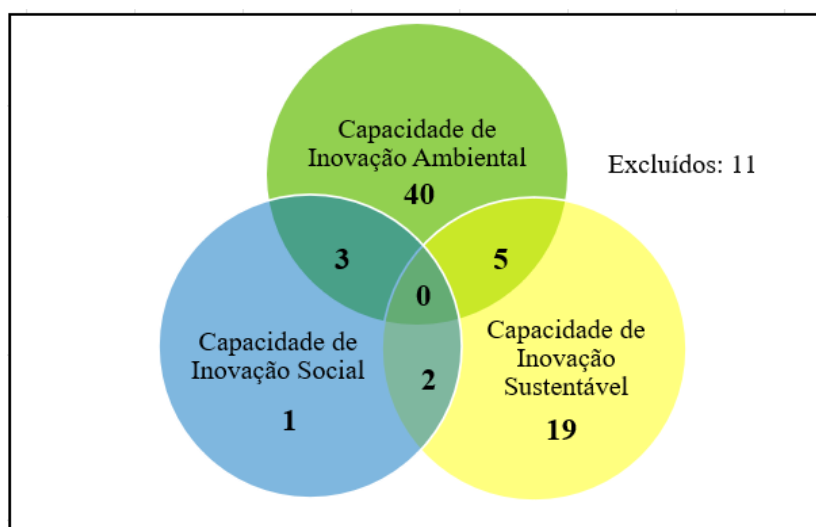 Capacidade de
Inovação Ambiental
40
Excluídos: 11
3
5
0
Capacidade de
Inovação Social
1
2
Capacidade de
Inovação
Sustentável
19